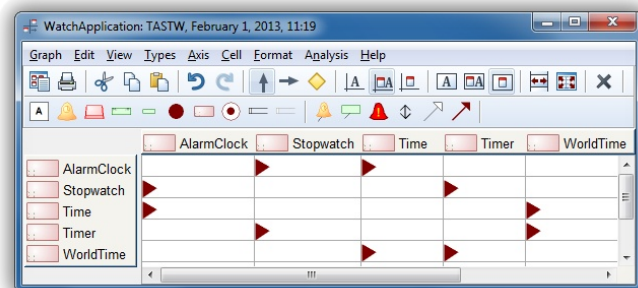 WatchApplication: TASTW, February 1, 2013, 11:19
Graph Edit View Types Axis Cell Format Analysis Help
A A A A A
A
AlarmClock Stopwatch Time Timer WorldTime
AlarmClock
Stopwatch
Time
Timer
WorldTime